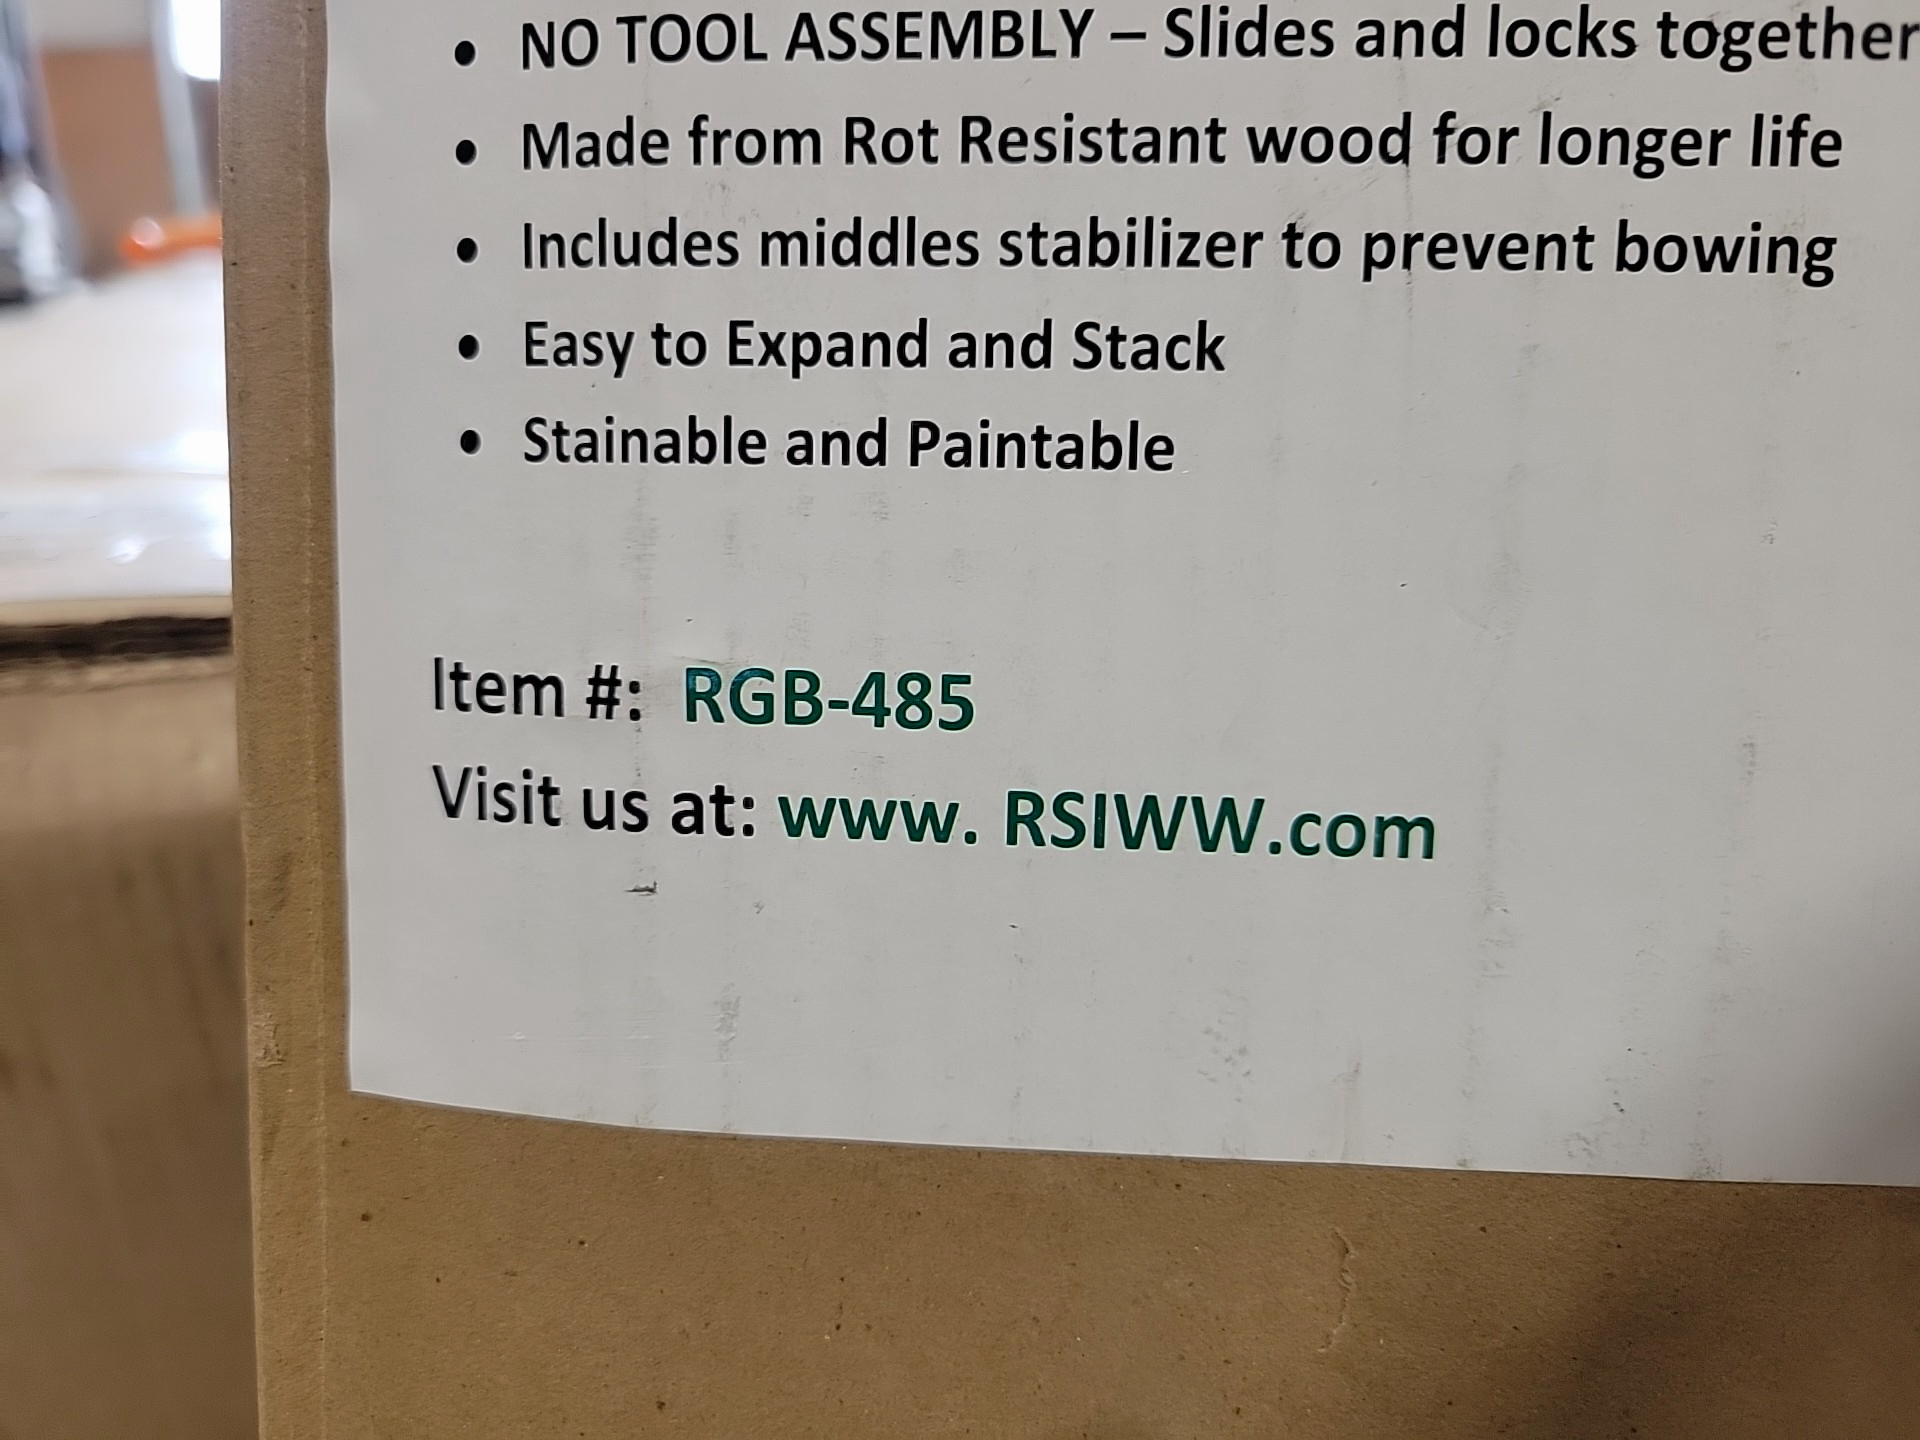 • NO TOOL ASSEMBLY – Slides and locks together
• Made from Rot Resistant wood for longer life
• Includes middles stabilizer to prevent bowing
• Easy to Expand and Stack
• Stainable and Paintable
Item #: RGB-485
Visit us at: www. RSIWW.com